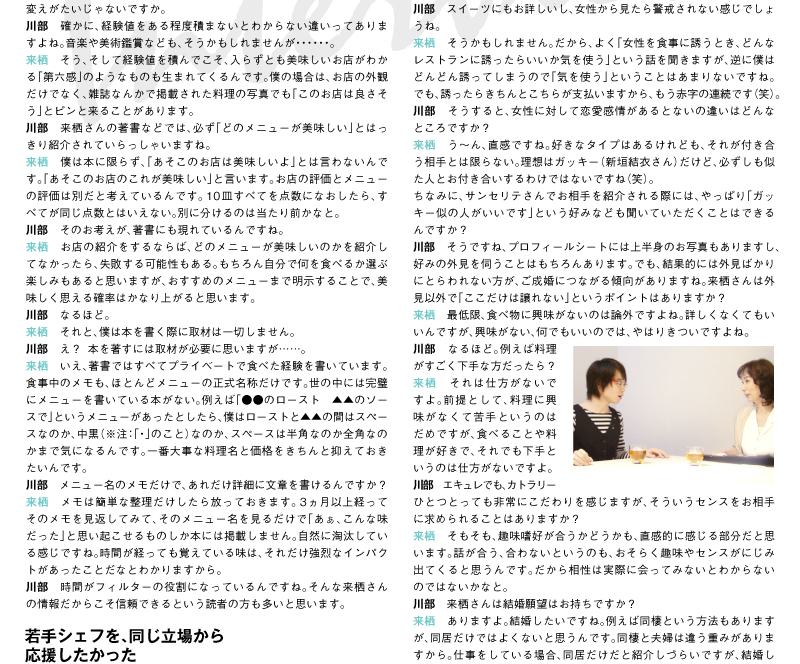 変えがたいじゃないですか。
川部　確かに、経験値をある程度積まないとわからない違いってありま
すよね。音楽や美術鑑賞なども、そうかもしれませんが・・・・・・。
来栖　そう、そして経験値を積んでこそ、入らずとも美味しいお店がわか
る「第六感」のようなものも生まれてくるんです。僕の場合は、お店の外観
だけでなく、雑誌なんかで掲載された料理の写真でも「このお店は良さそ
う」とピンと来ることがあります。
川部　来栖さんの著書などでは、必ず「どのメニューが美味しい」とはっ
きり紹介されていらっしゃいますね。
来栖　僕は本に限らず、「あそこのお店は美味しいよ」とは言わないんで
す。「あそこのお店のこれが美味しい」と言います。お店の評価とメニュー
の評価は別だと考えているんです。10皿すべてを点数になおしたら、す
べてが同じ点数とはいえない。別に分けるのは当たり前かなと。
川部　そのお考えが、著書にも現れているんですね。
来栖　お店の紹介をするならば、どのメニューが美味しいのかを紹介し
てなかったら、失敗する可能性もある。もちろん自分で何を食べるか選ぶ
楽しみもあると思いますが、おすすめのメニューまで明示することで、美
味しく思える確率はかなり上がると思います。
川部　なるほど。
来栖　それと、僕は本を書く際に取材は一切しません。
川部　え？ 本を著すには取材が必要に思いますが……。
来栖　いえ、著書ではすべてプライベートで食べた経験を書いています。
食事中のメモも、ほとんどメニューの正式名称だけです。世の中には完璧
にメニューを書いている本がない。例えば「●●のロースト　▲▲のソー
スで」というメニューがあったとしたら、僕はローストと▲▲の間はスペー
スなのか、中黒（※注：「・」のこと）なのか、スペースは半角なのか全角なの
かまで気になるんです。一番大事な料理名と価格をきちんと抑えておき
たいんです。
川部　メニュー名のメモだけで、あれだけ詳細に文章を書けるんですか？
来栖　メモは簡単な整理だけしたら放っておきます。3ヵ月以上経って
そのメモを見返してみて、そのメニュー名を見るだけで「あぁ、こんな味
だった」と思い起こせるものしか本には掲載しません。自然に淘汰してい
る感じですね。時間が経っても覚えている味は、それだけ強烈なインパク
トがあったことだなとわかりますから。
川部　時間がフィルターの役割になっているんですね。そんな来栖さん
の情報だからこそ信頼できるという読者の方も多いと思います。
若手シェフを、同じ立場から
応援したかった
川部　スイーツにもお詳しいし、女性から見たら警戒されない感じでしょ
うね。
来栖　そうかもしれません。だから、よく「女性を食事に誘うとき、どんな
レストランに誘ったらいいか気を使う」という話を聞きますが、逆に僕は
どんどん誘ってしまうので「気を使う」ということはあまりないですね。
でも、誘ったらきちんとこちらが支払いますから、もう赤字の連続です（笑）。
川部　そうすると、女性に対して恋愛感情があるとないの違いはどんな
ところですか？
来栖　う～ん、直感ですね。好きなタイプはあるけれども、それが付き合
う相手とは限らない。理想はガッキー（新垣結衣さん）だけど、必ずしも似
た人とお付き合いするわけではないですね（笑）。
ちなみに、サンセリテさんでお相手を紹介される際には、やっぱり「ガッ
キー似の人がいいです」という好みなども聞いていただくことはできる
んですか？
川部　そうですね、プロフィールシートには上半身のお写真もありますし、
好みの外見を伺うことはもちろんあります。でも、結果的には外見ばかり
にとらわれない方が、ご成婚につながる傾向がありますね。来栖さんは外
見以外で「ここだけは譲れない」というポイントはありますか？
来栖　最低限、食べ物に興味がないのは論外ですよね。詳しくなくてもい
いんですが、興味がない、何でもいいのでは、やはりきついですよね。
川部　なるほど。例えば料理
がすごく下手な方だったら？
来栖　それは仕方がないで
すよ。前提として、料理に興
味がなくて苦手というのは
だめですが、食べることや料
理が好きで、それでも下手と
いうのは仕方がないですよ。
川部　エキュレでも、カトラリー
ひとつとっても非常にこだわりを感じますが、そういうセンスをお相手
に求められることはありますか？
来栖　そもそも、趣味嗜好が合うかどうかも、直感的に感じる部分だと思
います。話が合う、合わないというのも、おそらく趣味やセンスがにじみ
出てくると思うんです。だから相性は実際に会ってみないとわからない
のではないかなと。
川部　来栖さんは結婚願望はお持ちですか？
来栖　ありますよ。結婚したいですね。例えば同棲という方法もあります
が、同居だけではよくないと思うんです。同棲と夫婦は違う重みがありま
すから。仕事をしている場合、同居だけだと紹介しづらいですが、結婚し